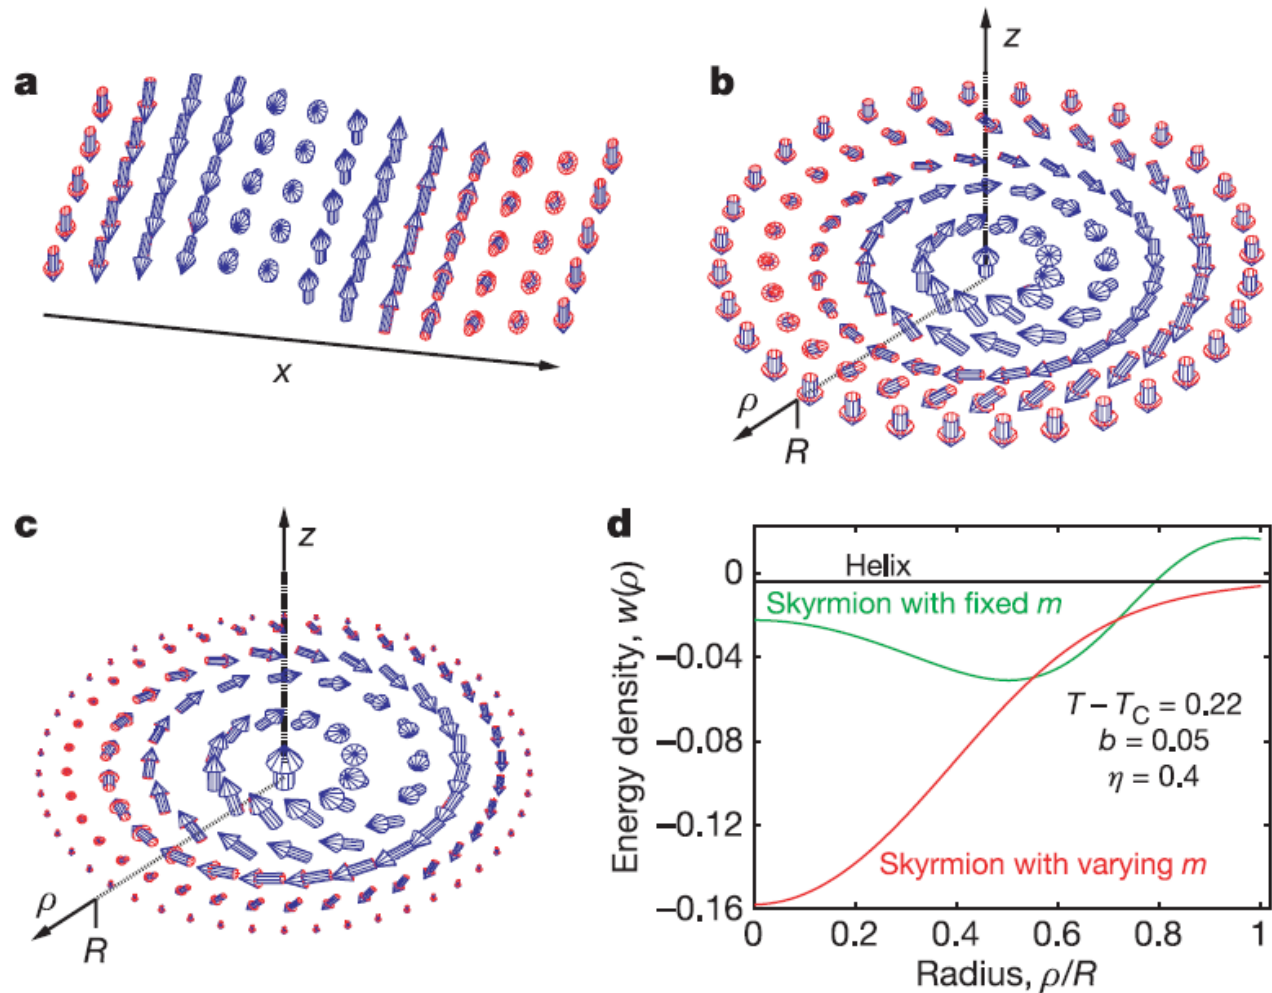 a
x
b
z
ρ
R
c
z
ρ
R
d
Energy density, w(ρ)
0
−0.04
−0.08
−0.12
−0.16
Helix
Skyrmion with fixed m
T − TC = 0.22
b = 0.05
η = 0.4
Skyrmion with varying m
0 0.2 0.4 0.6 0.8 1
Radius, ρ/R